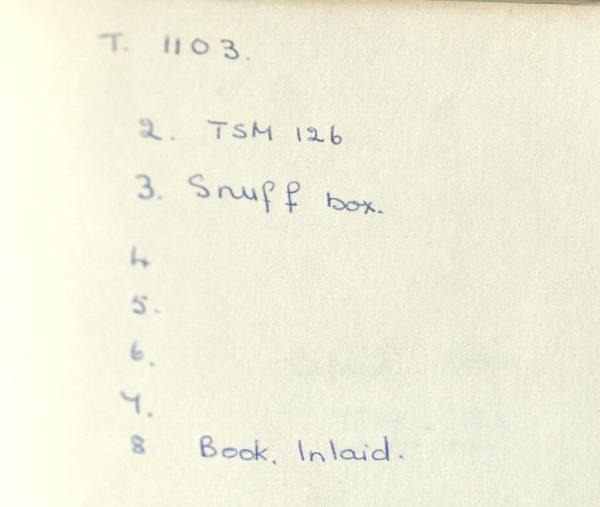 T. 1103.
2. TSM 126
3. Snuff box.
4
5.
6.
7.
8 Book. Inlaid.